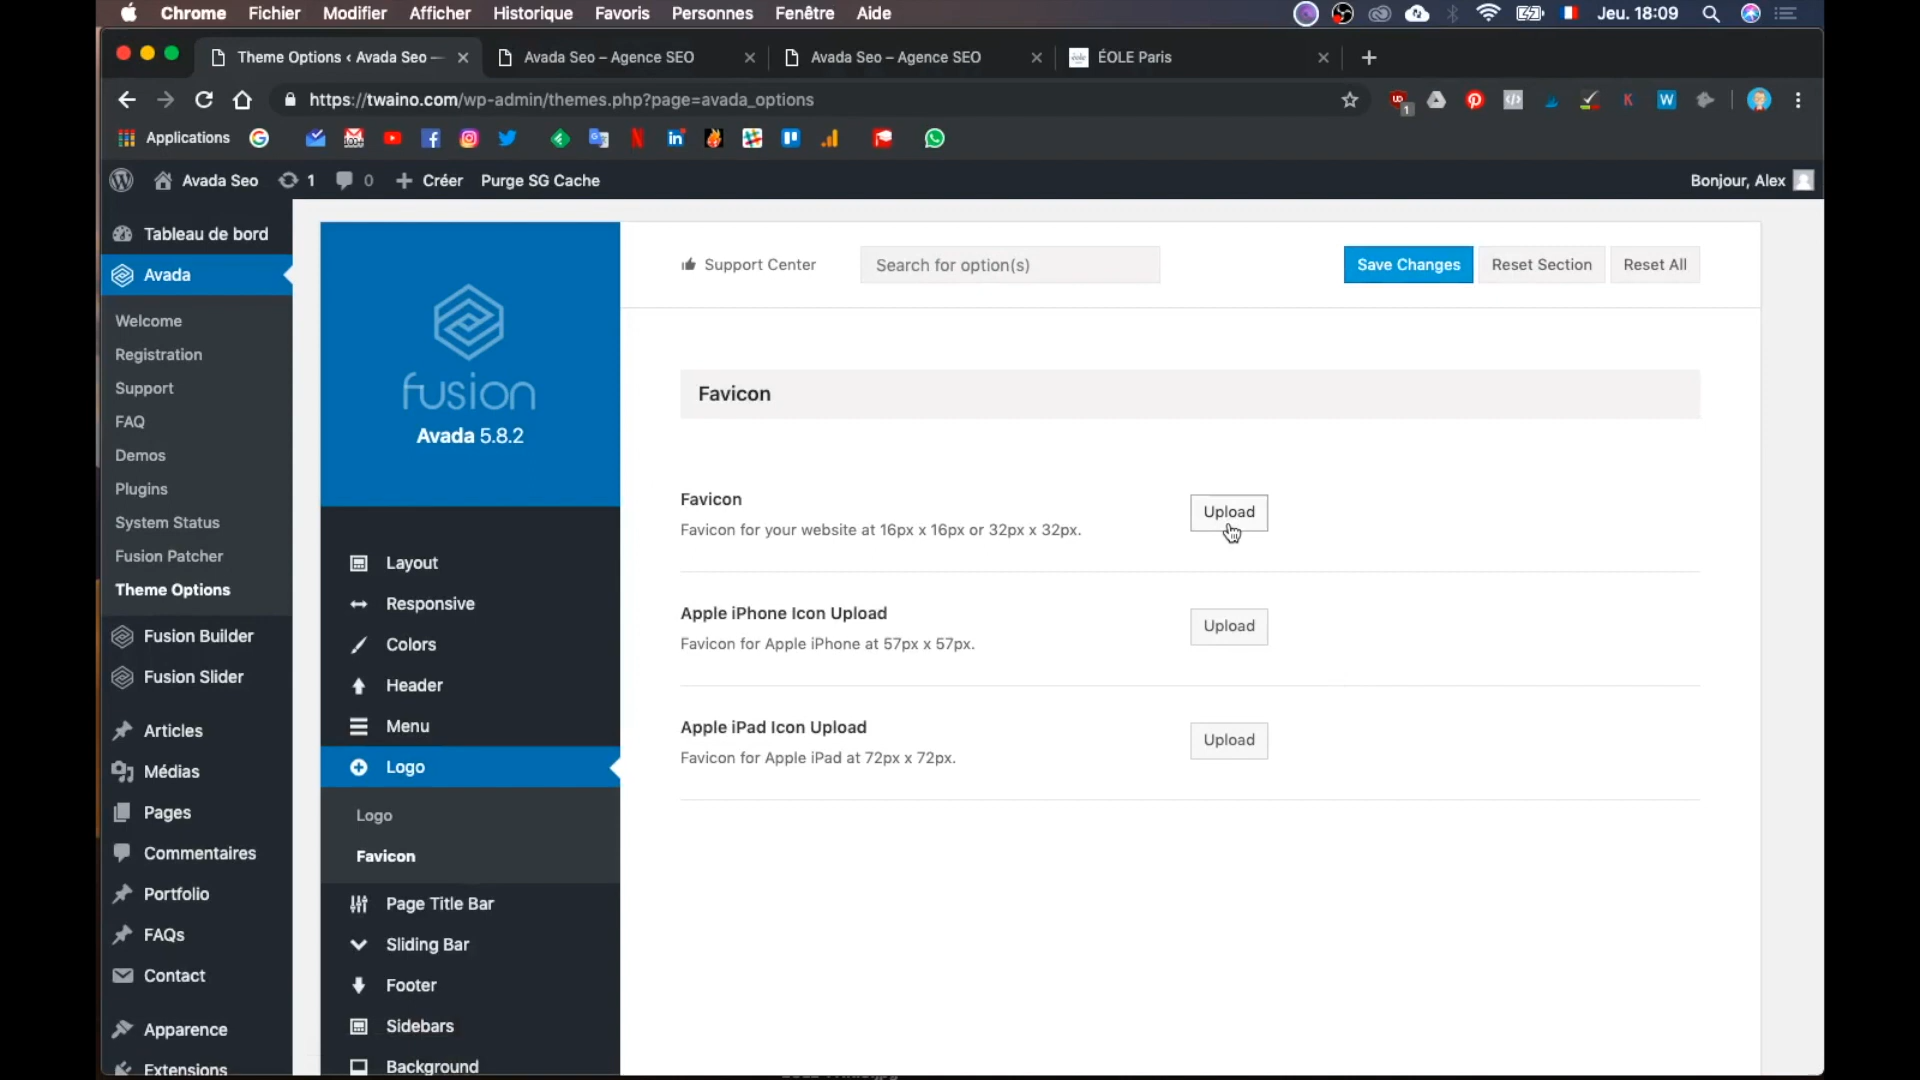 Chrome Fichier Modifier Afficher Historique Favoris Personnes Fenêtre Aide Jeu. 18:09
Theme Options ‹ Avada Seo — Avada Seo – Agence SEO Avada Seo – Agence SEO ÉOLE Paris
https://twaino.com/wp-admin/themes.php?page=avada_options
Applications
Avada Seo 1 0 Créer Purge SG Cache Bonjour, Alex
Tableau de bord
Avada
Welcome
Registration
Support
FAQ
Demos
Plugins
System Status
Fusion Patcher
Theme Options
Fusion Builder
Fusion Slider
Articles
Médias
Pages
Commentaires
Portfolio
FAQs
Contact
Apparence
Extensions
fusion
Avada 5.8.2
Layout
Responsive
Colors
Header
Menu
Logo
Logo
Favicon
Page Title Bar
Sliding Bar
Footer
Sidebars
Background
Support Center Search for option(s) Save Changes Reset Section Reset All
Favicon
Favicon
Favicon for your website at 16px x 16px or 32px x 32px.
Upload
Apple iPhone Icon Upload
Favicon for Apple iPhone at 57px x 57px.
Upload
Apple iPad Icon Upload
Favicon for Apple iPad at 72px x 72px.
Upload